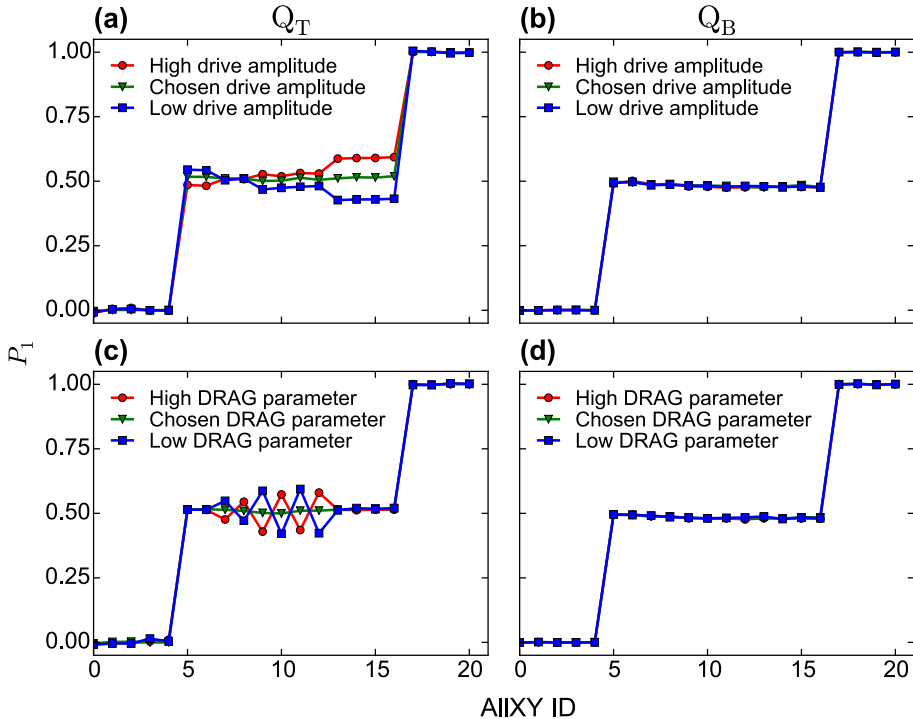 (a) Q_T (b) Q_B
High drive amplitude
Chosen drive amplitude
Low drive amplitude
High drive amplitude
Chosen drive amplitude
Low drive amplitude
1.00
0.75
0.50
0.25
0.00
(c) (d)
High DRAG parameter
Chosen DRAG parameter
Low DRAG parameter
High DRAG parameter
Chosen DRAG parameter
Low DRAG parameter
1.00
0.75
0.50
0.25
0.00
P_1
0 5 10 15 20 0 5 10 15 20
AllXY ID